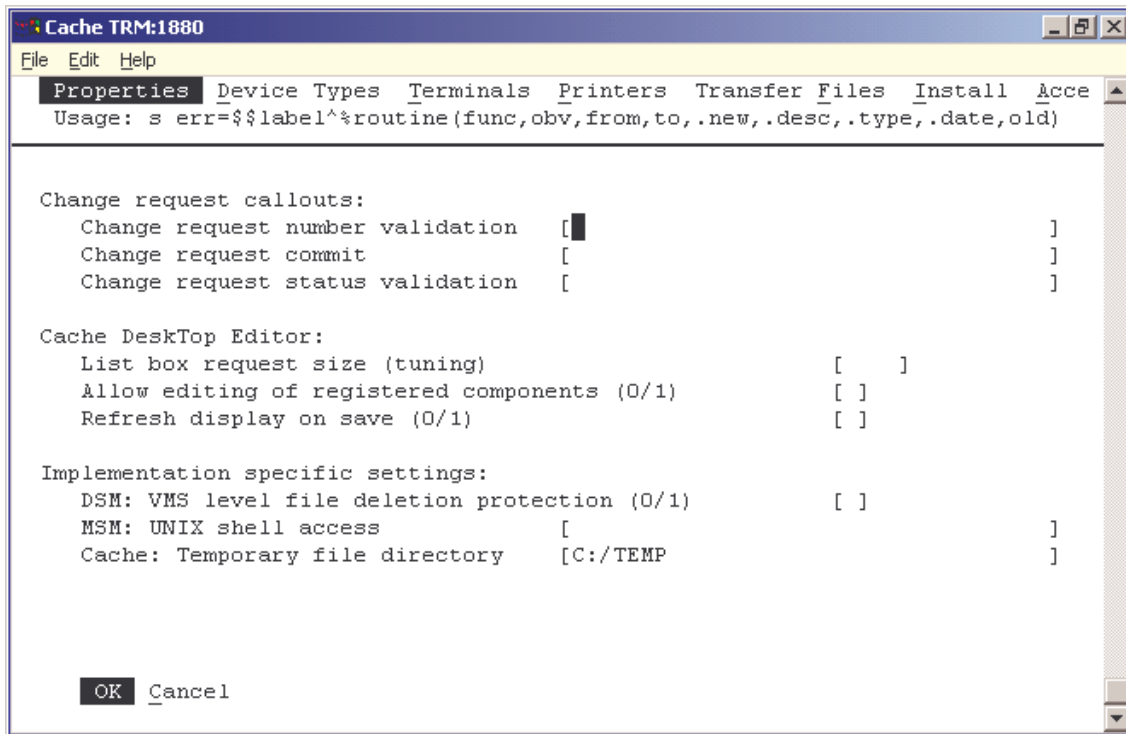 Cache TRM:1880
File Edit Help
Properties Device Types Terminals Printers Transfer Files Install Acce
Usage: s err=$$label^%routine(func,obv,from,to,.new,.desc,.type,.date,old)
Change request callouts:
Change request number validation [ ]
Change request commit [ ]
Change request status validation [ ]
Cache DeskTop Editor:
List box request size (tuning) [ ]
Allow editing of registered components (0/1) [ ]
Refresh display on save (0/1) [ ]
Implementation specific settings:
DSM: VMS level file deletion protection (0/1) [ ]
MSM: UNIX shell access [ ]
Cache: Temporary file directory [C:/TEMP ]
OK Cancel